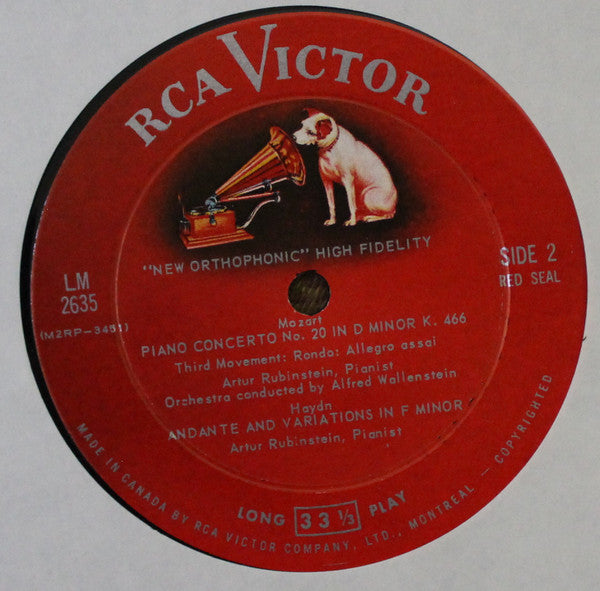 RCA VICTOR
"NEW ORTHOPHONIC" HIGH FIDELITY
LM
2635
(M2RP-3451)
SIDE 2
RED SEAL
Mozart
PIANO CONCERTO No. 20 IN D MINOR K. 466
Third Movement: Rondo: Allegro assai
Artur Rubinstein, Pianist
Orchestra conducted by Alfred Wallenstein
Haydn
ANDANTE AND VARIATIONS IN F MINOR
Artur Rubinstein, Pianist
LONG 33 1/3 PLAY
MADE IN CANADA BY RCA VICTOR COMPANY, LTD., MONTREAL – COPYRIGHTED